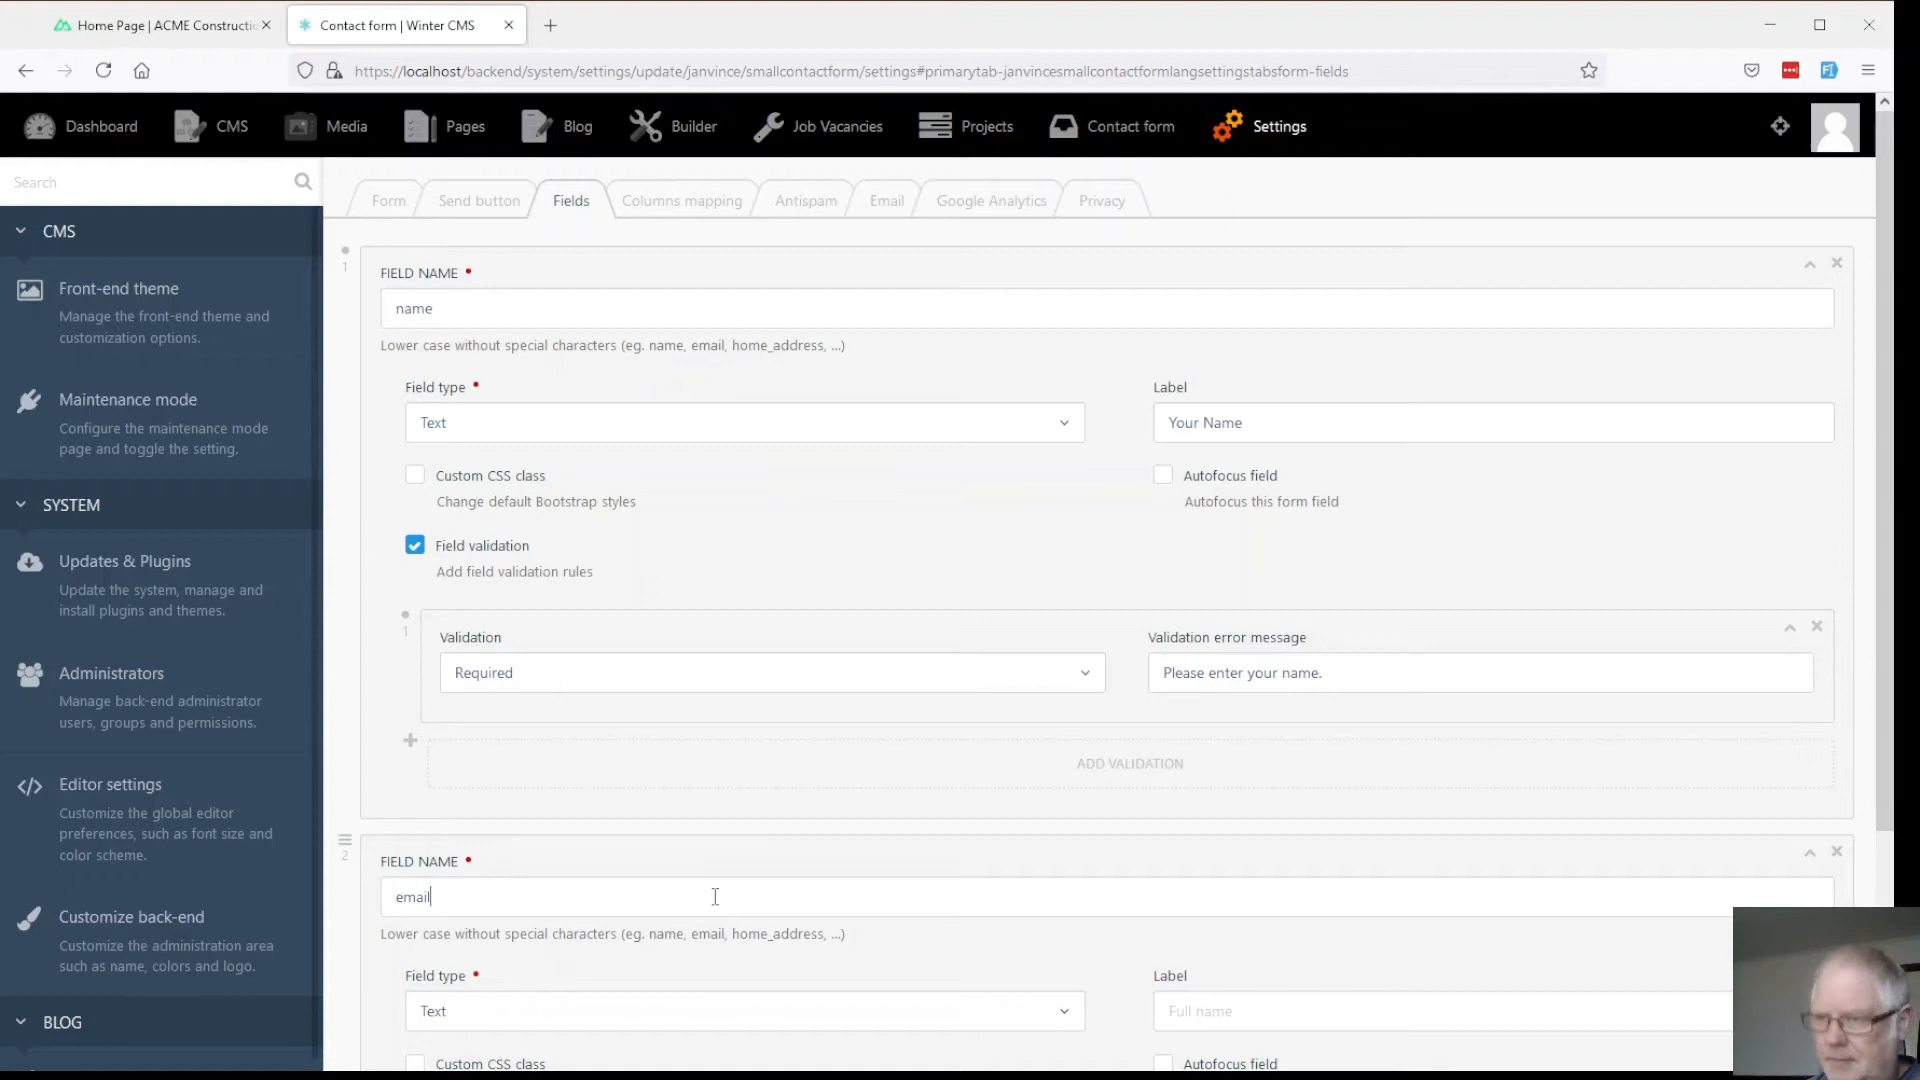 Home Page | ACME Constructi
Contact form | Winter CMS
https://localhost/backend/system/settings/update/janvince/smallcontactform/settings#primarytab-janvincesmallcontactformlangsettingstabsform-fields
Dashboard
CMS
Media
Pages
Blog
Builder
Job Vacancies
Projects
Contact form
Settings
Search
CMS
Front-end theme
Manage the front-end theme and
customization options.
Maintenance mode
Configure the maintenance mode
page and toggle the setting.
SYSTEM
Updates & Plugins
Update the system, manage and
install plugins and themes.
Administrators
Manage back-end administrator
users, groups and permissions.
Editor settings
Customize the global editor
preferences, such as font size and
color scheme.
Customize back-end
Customize the administration area
such as name, colors and logo.
BLOG
Form
Send button
Fields
Columns mapping
Antispam
Email
Google Analytics
Privacy
1
FIELD NAME •
name
Lower case without special characters (eg. name, email, home_address, ...)
Field type •
Text
Label
Your Name
Custom CSS class
Change default Bootstrap styles
Autofocus field
Autofocus this form field
Field validation
Add field validation rules
1
Validation
Required
Validation error message
Please enter your name.
ADD VALIDATION
2
FIELD NAME •
email
Lower case without special characters (eg. name, email, home_address, ...)
Field type •
Text
Label
Full name
Custom CSS class
Autofocus field